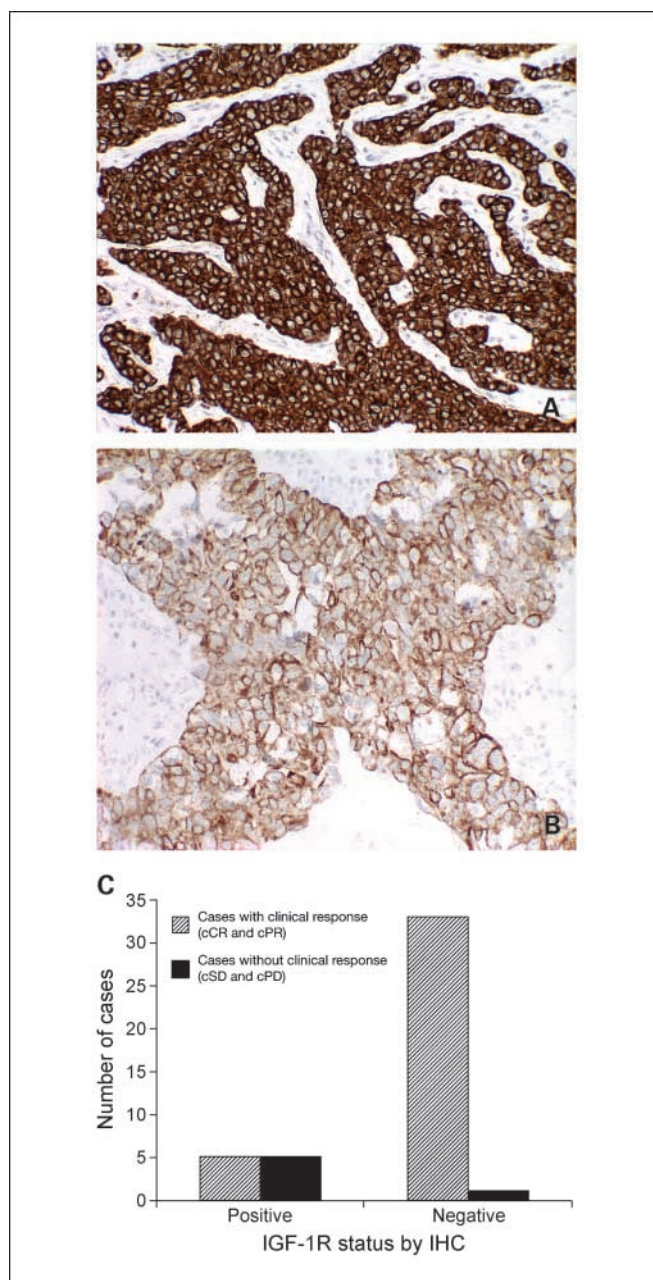 A
B
C
35
30
25
20
15
10
5
0
Number of cases
Cases with clinical response
(cCR and cPR)
Cases without clinical response
(cSD and cPD)
Positive
Negative
IGF-1R status by IHC